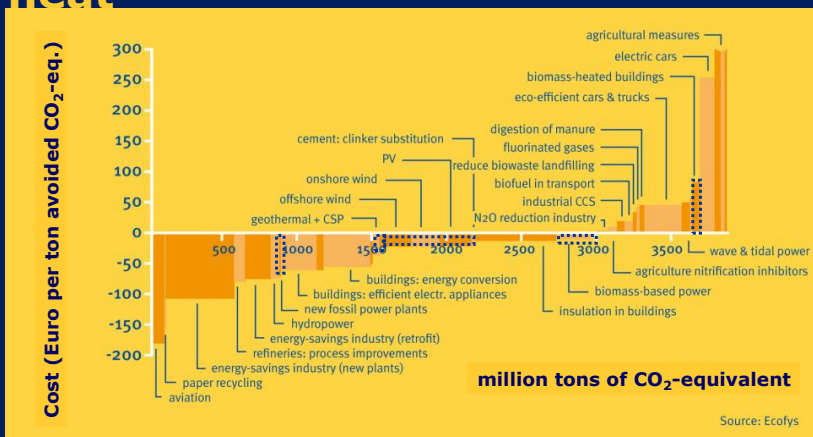 Cost (Euro per ton avoided CO₂-eq.)
300
250
200
150
100
50
0
-50
-100
-150
-200
500
1000
1500
2000
2500
3000
3500
agricultural measures
electric cars
biomass-heated buildings
eco-efficient cars & trucks
cement: clinker substitution
digestion of manure
PV
fluorinated gases
reduce biowaste landfilling
onshore wind
biofuel in transport
offshore wind
industrial CCS
geothermal + CSP
N2O reduction industry
wave & tidal power
agriculture nitrification inhibitors
biomass-based power
insulation in buildings
buildings: energy conversion
buildings: efficient electr. appliances
new fossil power plants
hydropower
energy-savings industry (retrofit)
refineries: process improvements
energy-savings industry (new plants)
paper recycling
aviation
million tons of CO₂-equivalent
Source: Ecofys